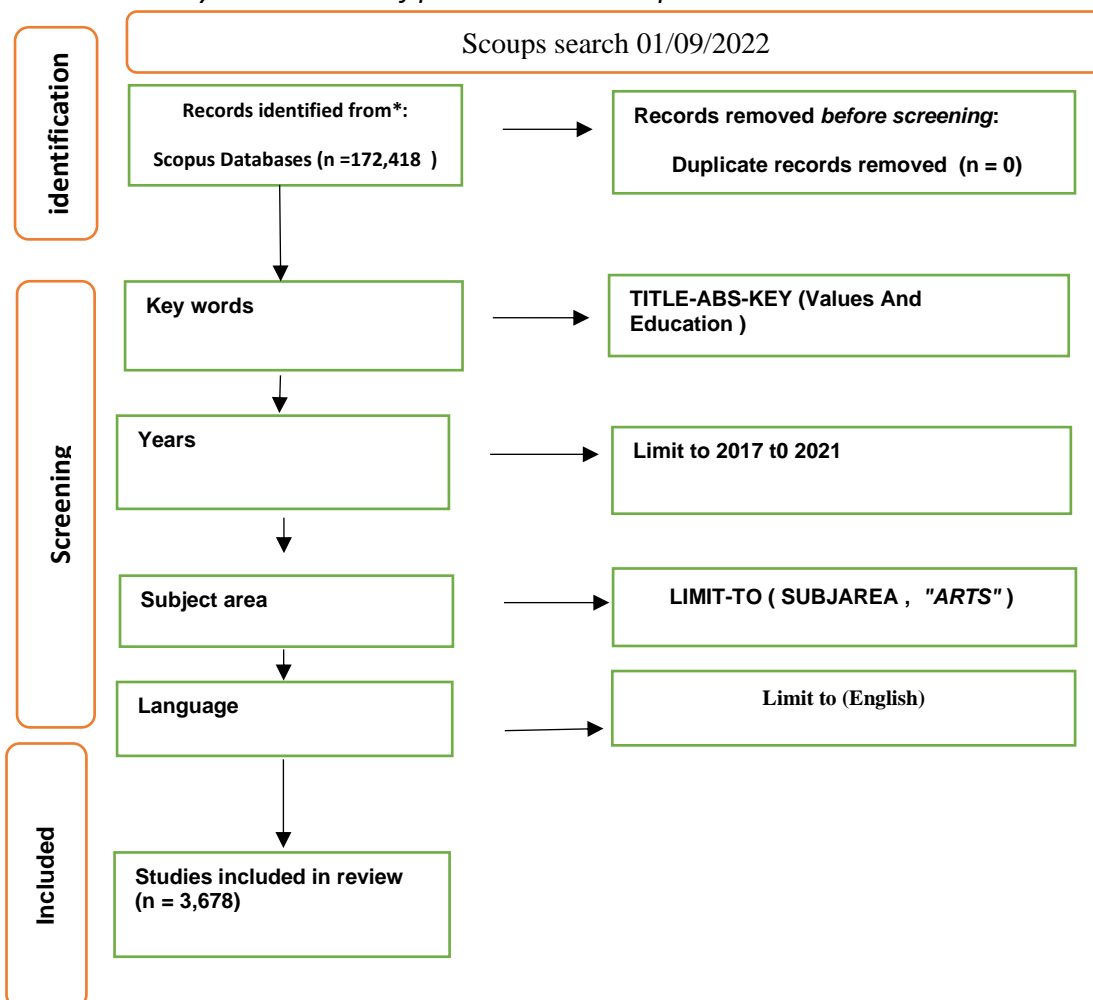 Scoups search 01/09/2022
identification
Records identified from*:
Scopus Databases (n =172,418 )
Records removed before screening:
Duplicate records removed (n = 0)
Screening
Key words
TITLE-ABS-KEY (Values And
Education )
Years
Limit to 2017 t0 2021
Subject area
LIMIT-TO ( SUBJAREA , "ARTS" )
Language
Limit to (English)
Included
Studies included in review
(n = 3,678)